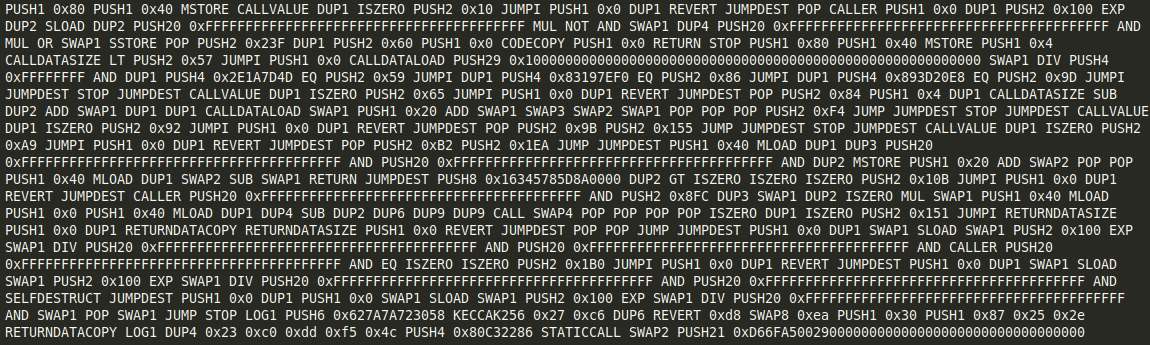 PUSH1 0x80 PUSH1 0x40 MSTORE CALLVALUE DUP1 ISZERO PUSH2 0x10 JUMPI PUSH1 0x0 DUP1 REVERT JUMPDEST POP CALLER PUSH1 0x0 DUP1 PUSH2 0x100 EXP
DUP2 SLOAD DUP2 PUSH20 0xFFFFFFFFFFFFFFFFFFFFFFFFFFFFFFFFFFFFFFFF MUL NOT AND SWAP1 DUP4 PUSH20 0xFFFFFFFFFFFFFFFFFFFFFFFFFFFFFFFFFFFFFFFF AND
MUL OR SWAP1 SSTORE POP PUSH2 0x23F DUP1 PUSH2 0x60 PUSH1 0x0 CODECOPY PUSH1 0x0 RETURN STOP PUSH1 0x80 PUSH1 0x40 MSTORE PUSH1 0x4
CALLDATASIZE LT PUSH2 0x57 JUMPI PUSH1 0x0 CALLDATALOAD PUSH29 0x100000000000000000000000000000000000000000000000000000000 SWAP1 DIV PUSH4
0xFFFFFFFF AND DUP1 PUSH4 0x2E1A7D4D EQ PUSH2 0x59 JUMPI DUP1 PUSH4 0x83197EF0 EQ PUSH2 0x86 JUMPI DUP1 PUSH4 0x893D20E8 EQ PUSH2 0x9D JUMPI
JUMPDEST STOP JUMPDEST CALLVALUE DUP1 ISZERO PUSH2 0x65 JUMPI PUSH1 0x0 DUP1 REVERT JUMPDEST POP PUSH2 0x84 PUSH1 0x4 DUP1 CALLDATASIZE SUB
DUP2 ADD SWAP1 DUP1 DUP1 CALLDATALOAD SWAP1 PUSH1 0x20 ADD SWAP1 SWAP3 SWAP2 SWAP1 POP POP POP PUSH2 0xF4 JUMP JUMPDEST STOP JUMPDEST CALLVALUE
DUP1 ISZERO PUSH2 0x92 JUMPI PUSH1 0x0 DUP1 REVERT JUMPDEST POP PUSH2 0x9B PUSH2 0x155 JUMP JUMPDEST STOP JUMPDEST CALLVALUE DUP1 ISZERO PUSH2
0xA9 JUMPI PUSH1 0x0 DUP1 REVERT JUMPDEST POP PUSH2 0xB2 PUSH2 0x1EA JUMP JUMPDEST PUSH1 0x40 MLOAD DUP1 DUP3 PUSH20
0xFFFFFFFFFFFFFFFFFFFFFFFFFFFFFFFFFFFFFFFF AND PUSH20 0xFFFFFFFFFFFFFFFFFFFFFFFFFFFFFFFFFFFFFFFF AND DUP2 MSTORE PUSH1 0x20 ADD SWAP2 POP POP
PUSH1 0x40 MLOAD DUP1 SWAP2 SUB SWAP1 RETURN JUMPDEST PUSH8 0x16345785D8A0000 DUP2 GT ISZERO ISZERO ISZERO PUSH2 0x10B JUMPI PUSH1 0x0 DUP1
REVERT JUMPDEST CALLER PUSH20 0xFFFFFFFFFFFFFFFFFFFFFFFFFFFFFFFFFFFFFFFF AND PUSH2 0x8FC DUP3 SWAP1 DUP2 ISZERO MUL SWAP1 PUSH1 0x40 MLOAD
PUSH1 0x0 PUSH1 0x40 MLOAD DUP1 DUP4 SUB DUP2 DUP6 DUP9 DUP9 CALL SWAP4 POP POP POP POP ISZERO DUP1 ISZERO PUSH2 0x151 JUMPI RETURNDATASIZE
PUSH1 0x0 DUP1 RETURNDATACOPY RETURNDATASIZE PUSH1 0x0 REVERT JUMPDEST POP POP JUMP JUMPDEST PUSH1 0x0 DUP1 SWAP1 SLOAD SWAP1 PUSH2 0x100 EXP
SWAP1 DIV PUSH20 0xFFFFFFFFFFFFFFFFFFFFFFFFFFFFFFFFFFFFFFFF AND PUSH20 0xFFFFFFFFFFFFFFFFFFFFFFFFFFFFFFFFFFFFFFFF AND CALLER PUSH20
0xFFFFFFFFFFFFFFFFFFFFFFFFFFFFFFFFFFFFFFFF AND EQ ISZERO ISZERO PUSH2 0x1B0 JUMPI PUSH1 0x0 DUP1 REVERT JUMPDEST PUSH1 0x0 DUP1 SWAP1 SLOAD
SWAP1 PUSH2 0x100 EXP SWAP1 DIV PUSH20 0xFFFFFFFFFFFFFFFFFFFFFFFFFFFFFFFFFFFFFFFF AND PUSH20 0xFFFFFFFFFFFFFFFFFFFFFFFFFFFFFFFFFFFFFFFF AND
SELFDESTRUCT JUMPDEST PUSH1 0x0 DUP1 PUSH1 0x0 SWAP1 SLOAD SWAP1 PUSH2 0x100 EXP SWAP1 DIV PUSH20 0xFFFFFFFFFFFFFFFFFFFFFFFFFFFFFFFFFFFFFFFF
AND SWAP1 POP SWAP1 JUMP STOP LOG1 PUSH6 0x627A7A723058 KECCAK256 0x27 0xc6 DUP6 REVERT 0xd8 SWAP8 0xea PUSH1 0x30 PUSH1 0x87 0x25 0x2e
RETURNDATACOPY LOG1 DUP4 0x23 0xc0 0xdd 0xf5 0x4c PUSH4 0x80C32286 STATICCALL SWAP2 PUSH21 0xD66FA5002900000000000000000000000000000000